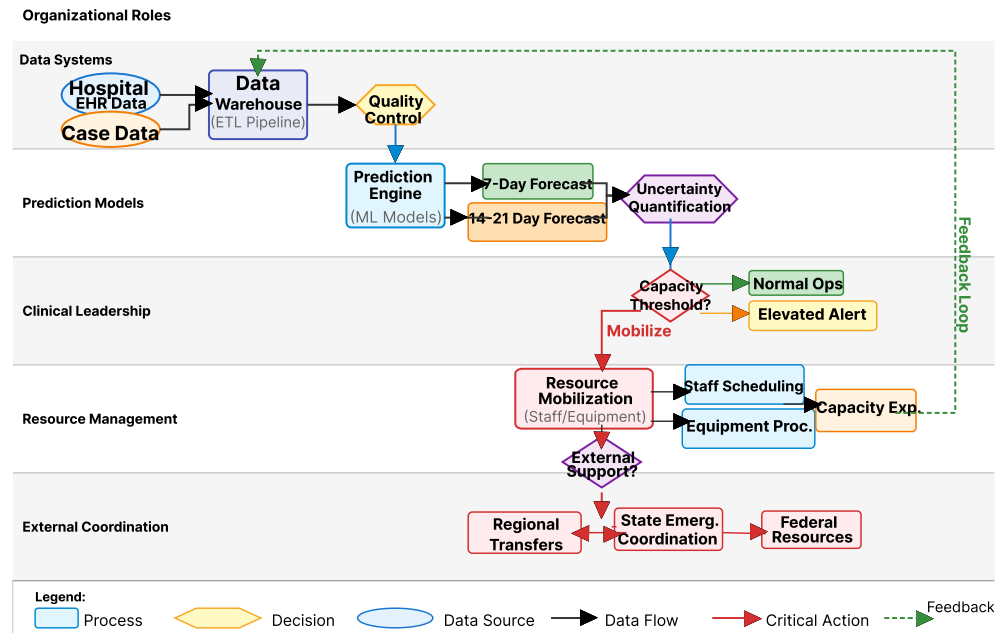 Organizational Roles
Data Systems
Hospital
EHR Data
Case Data
Data
Warehouse
(ETL Pipeline)
Quality
Control
Prediction Models
Prediction
Engine
(ML Models)
7-Day Forecast
14-21 Day Forecast
Uncertainty
Quantification
Clinical Leadership
Capacity
Threshold?
Normal Ops
Elevated Alert
Mobilize
Feedback Loop
Resource Management
Resource
Mobilization
(Staff/Equipment)
Staff Scheduling
Equipment Proc.
Capacity Exp.
External
Support?
External Coordination
Regional
Transfers
State Emerg.
Coordination
Federal
Resources
Legend:
Process
Decision
Data Source
Data Flow
Critical Action
Feedback